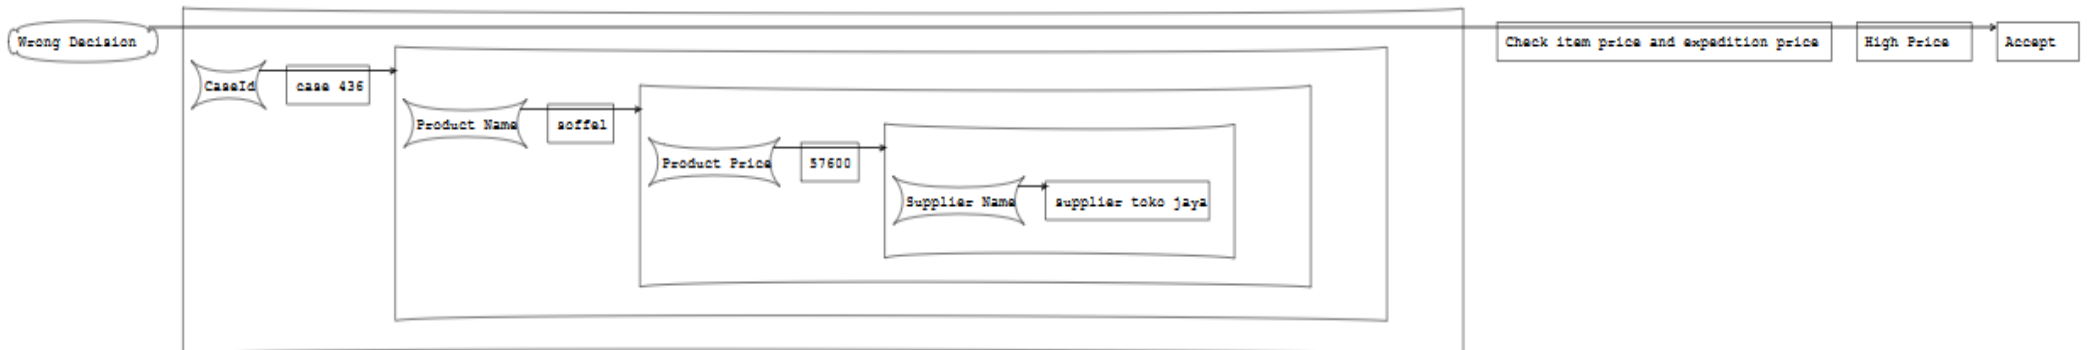 Wrong Decision
Check item price and expedition price
High Price
Accept
CaseId
case 436
Product Name
soffel
Product Price
57600
Supplier Name
supplier toko jaya